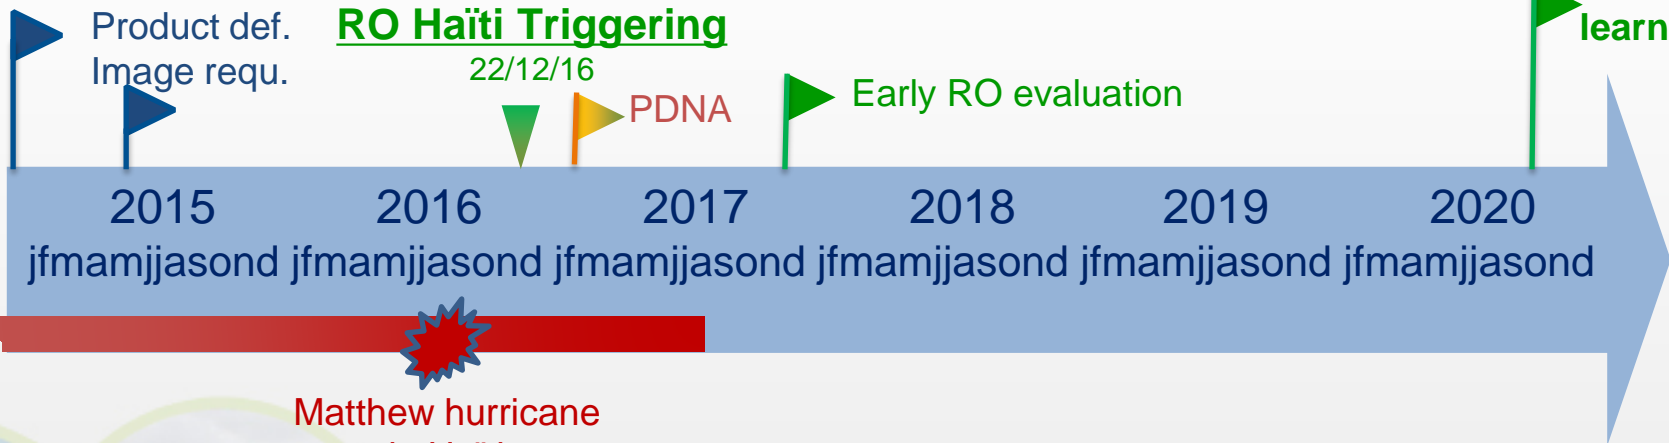 Product def.
Image requ.
RO Haïti Triggering
22/12/16
PDNA
Early RO evaluation
learn
2015 2016 2017 2018 2019 2020
jfmamjjasond jfmamjjasond jfmamjjasond jfmamjjasond jfmamjjasond jfmamjjasond
Matthew hurricane